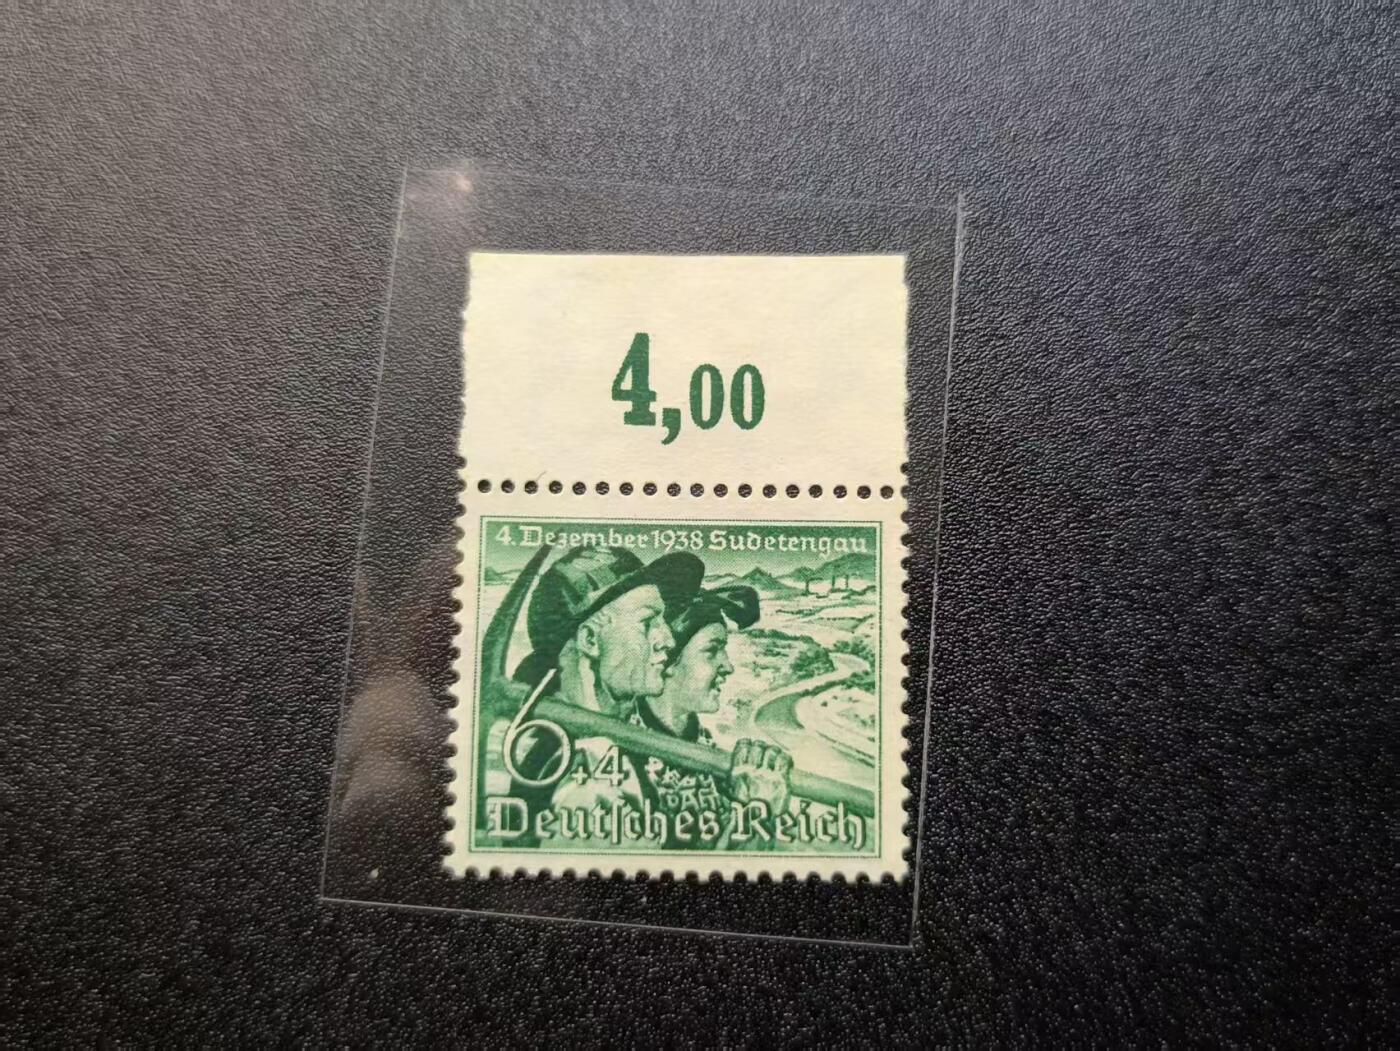 4,00
4. Dezember 1938 Sudetengau
6+4
Deutsches Reich